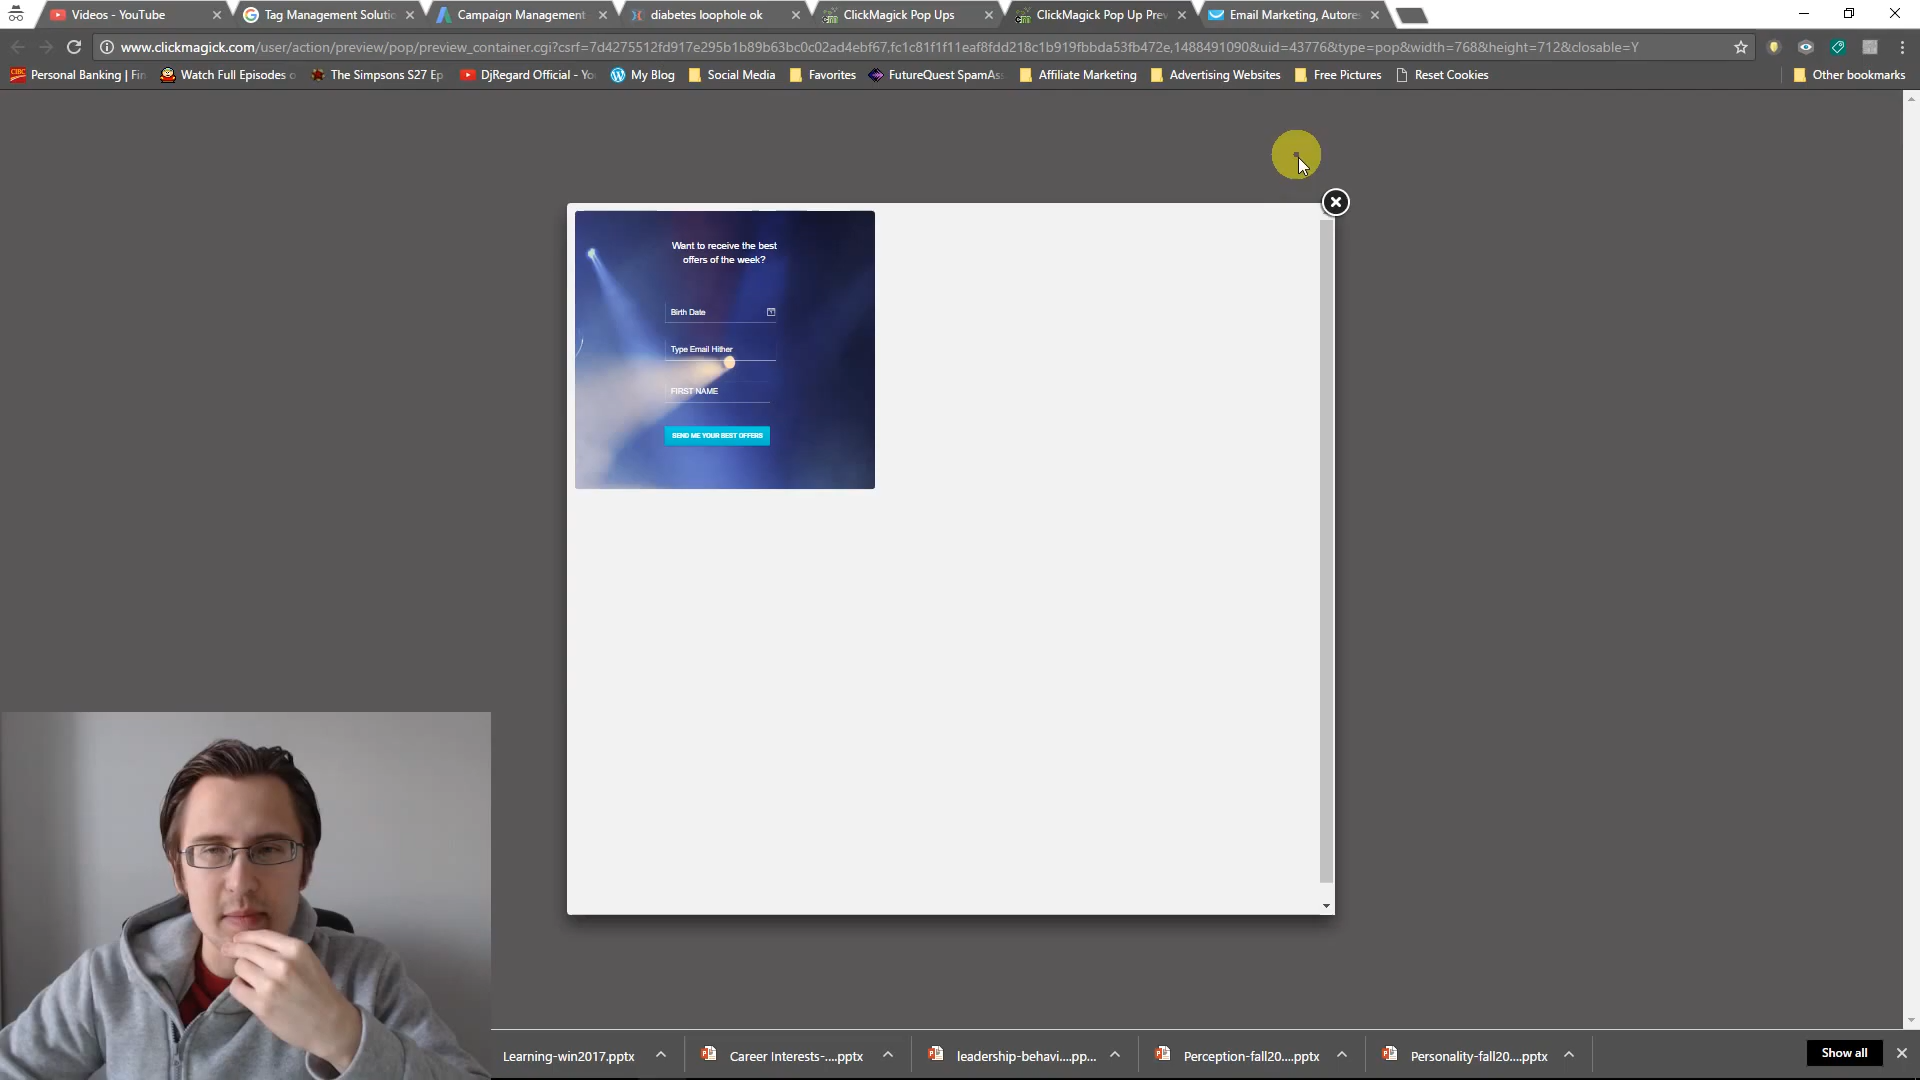 Videos - YouTube
Tag Management Solutio
Campaign Management
diabetes loophole ok
ClickMagick Pop Ups
ClickMagick Pop Up Prev
Email Marketing, Autores
www.clickmagick.com/user/action/preview/pop/preview_container.cgi?csrf=7d4275512fd917e295b1b89b63bc0c02ad4ebf67,fc1c81f1f11eaf8fdd218c1b919fbbda53fb472e,1488491090&uid=43776&type=pop&width=768&height=712&closable=Y
CIBC Personal Banking | Fin
Watch Full Episodes o
The Simpsons S27 Ep
DjRegard Official - Yo
My Blog
Social Media
Favorites
FutureQuest SpamAs
Affiliate Marketing
Advertising Websites
Free Pictures
Reset Cookies
Other bookmarks
Want to receive the best
offers of the week?
Birth Date
Type Email Hither
FIRST NAME
SEND ME YOUR BEST OFFERS
Learning-win2017.pptx
Career Interests-....pptx
leadership-behavi....pp...
Perception-fall20....pptx
Personality-fall20....pptx
Show all